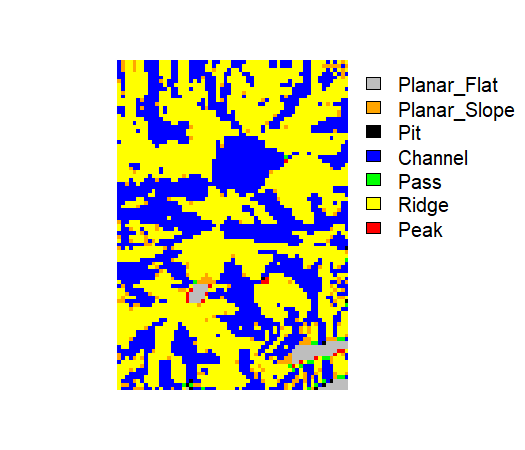 Planar_Flat
Planar_Slope
Pit
Channel
Pass
Ridge
Peak